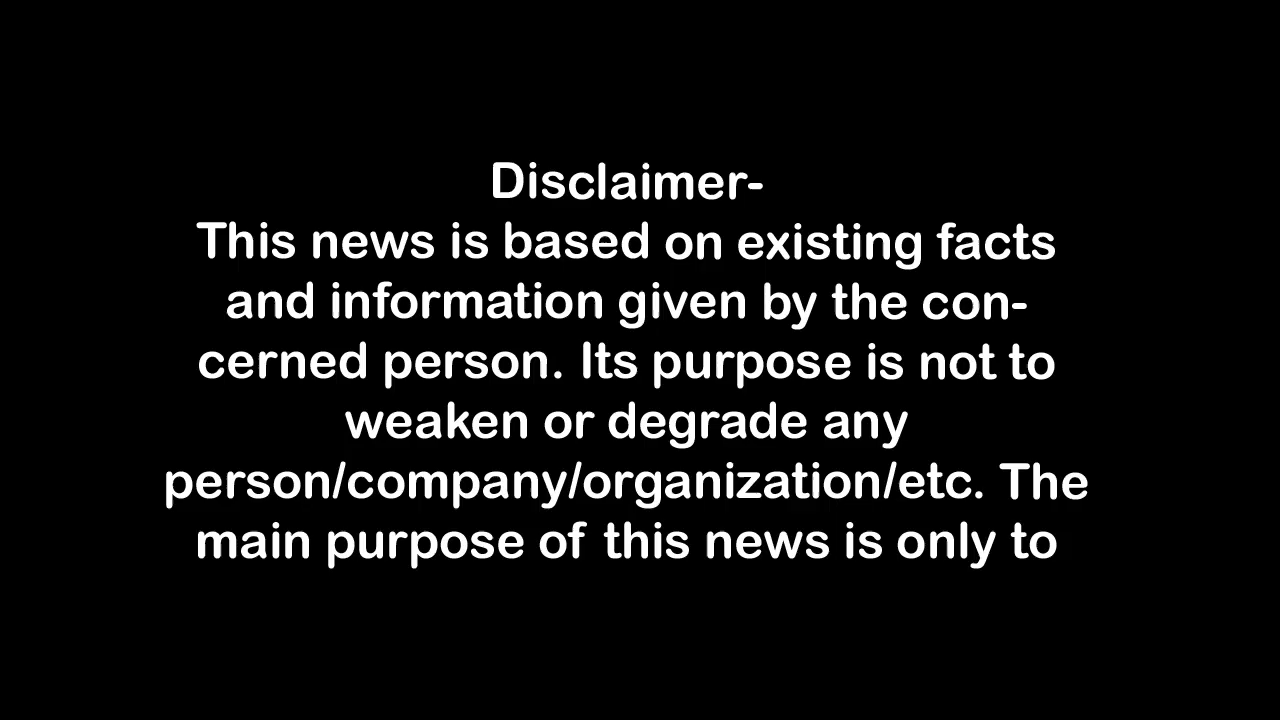 Disclaimer-
This news is based on existing facts
and information given by the con-
cerned person. Its purpose is not to
weaken or degrade any
person/company/organization/etc. The
main purpose of this news is only to